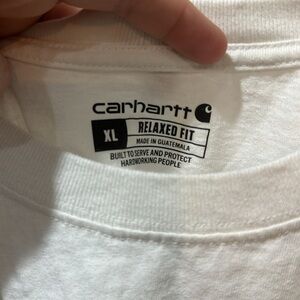 carhartt
XL RELAXED FIT
MADE IN GUATEMALA
BUILT TO SERVE AND PROTECT
HARDWORKING PEOPLE